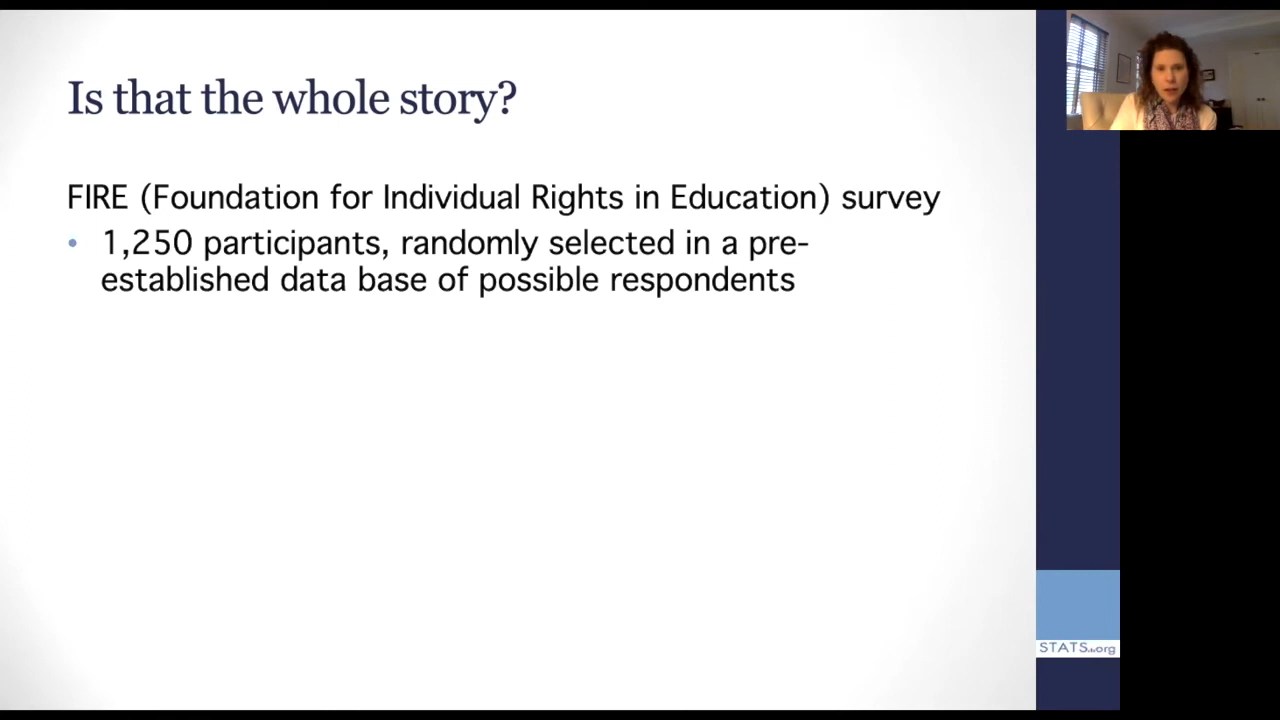 Is that the whole story?
FIRE (Foundation for Individual Rights in Education) survey
• 1,250 participants, randomly selected in a pre-
established data base of possible respondents
STATS.org